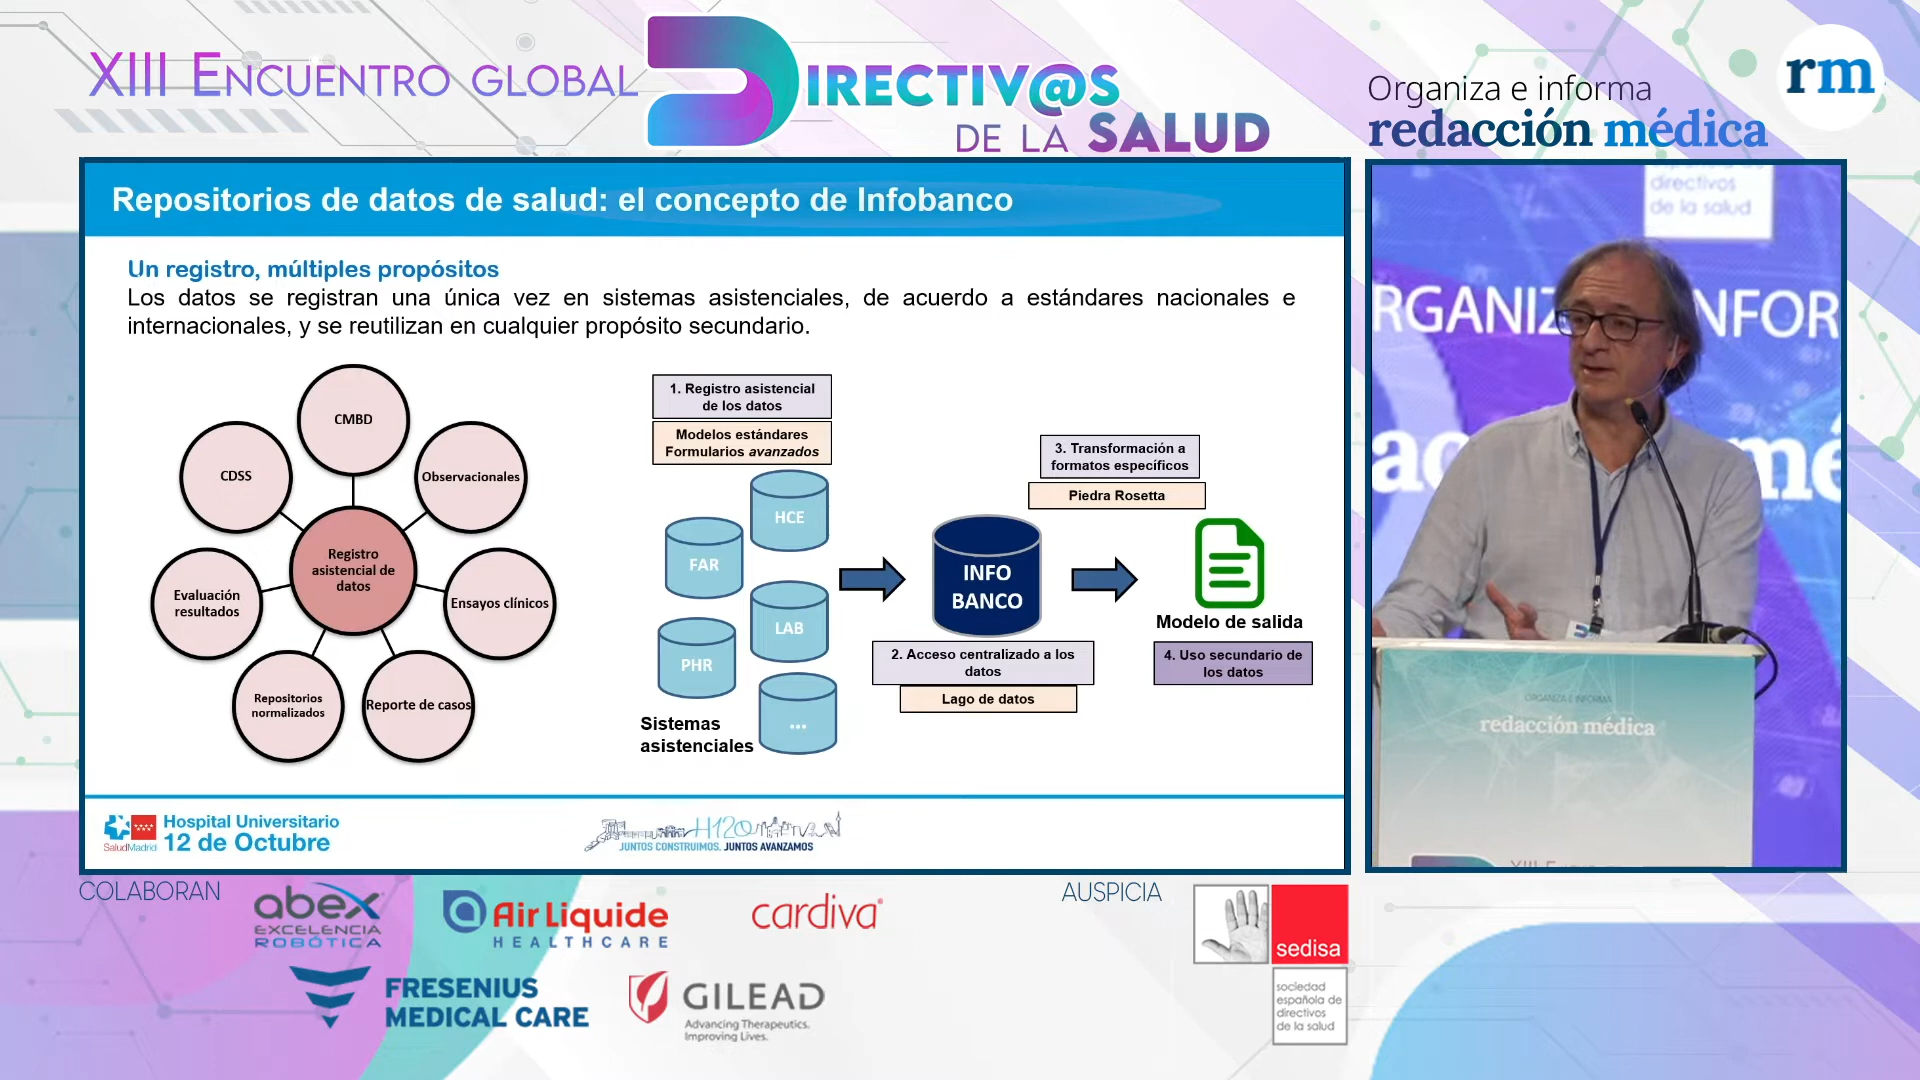 XIII ENCUENTRO GLOBAL
DIRECTIV@S
DE LA SALUD
Organiza e informa
redacción médica
rm
Repositorios de datos de salud: el concepto de Infobanco
Un registro, múltiples propósitos
Los datos se registran una única vez en sistemas asistenciales, de acuerdo a estándares nacionales e
internacionales, y se reutilizan en cualquier propósito secundario.
CMBD
CDSS
Observacionales
Registro
asistencial de
datos
Evaluación
resultados
Ensayos clínicos
Repositorios
normalizados
Reporte de casos
1. Registro asistencial
de los datos
Modelos estándares
Formularios avanzados
HCE
FAR
LAB
PHR
...
Sistemas
asistenciales
INFO
BANCO
2. Acceso centralizado a los
datos
Lago de datos
3. Transformación a
formatos específicos
Piedra Rosetta
Modelo de salida
4. Uso secundario de
los datos
SaludMadrid
Hospital Universitario
12 de Octubre
H12O
JUNTOS CONSTRUIMOS, JUNTOS AVANZAMOS
directivos
de la salud
RGANIZ
NFOR
ac
mé
ORGANIZA E INFORMA
redacción médica
COLABORAN
abex
EXCELENCIA
ROBÓTICA
Air Liquide
HEALTHCARE
cardiva
FRESENIUS
MEDICAL CARE
GILEAD
Advancing Therapeutics.
Improving Lives.
AUSPICIA
sedisa
sociedad
española de
directivos
de la salud